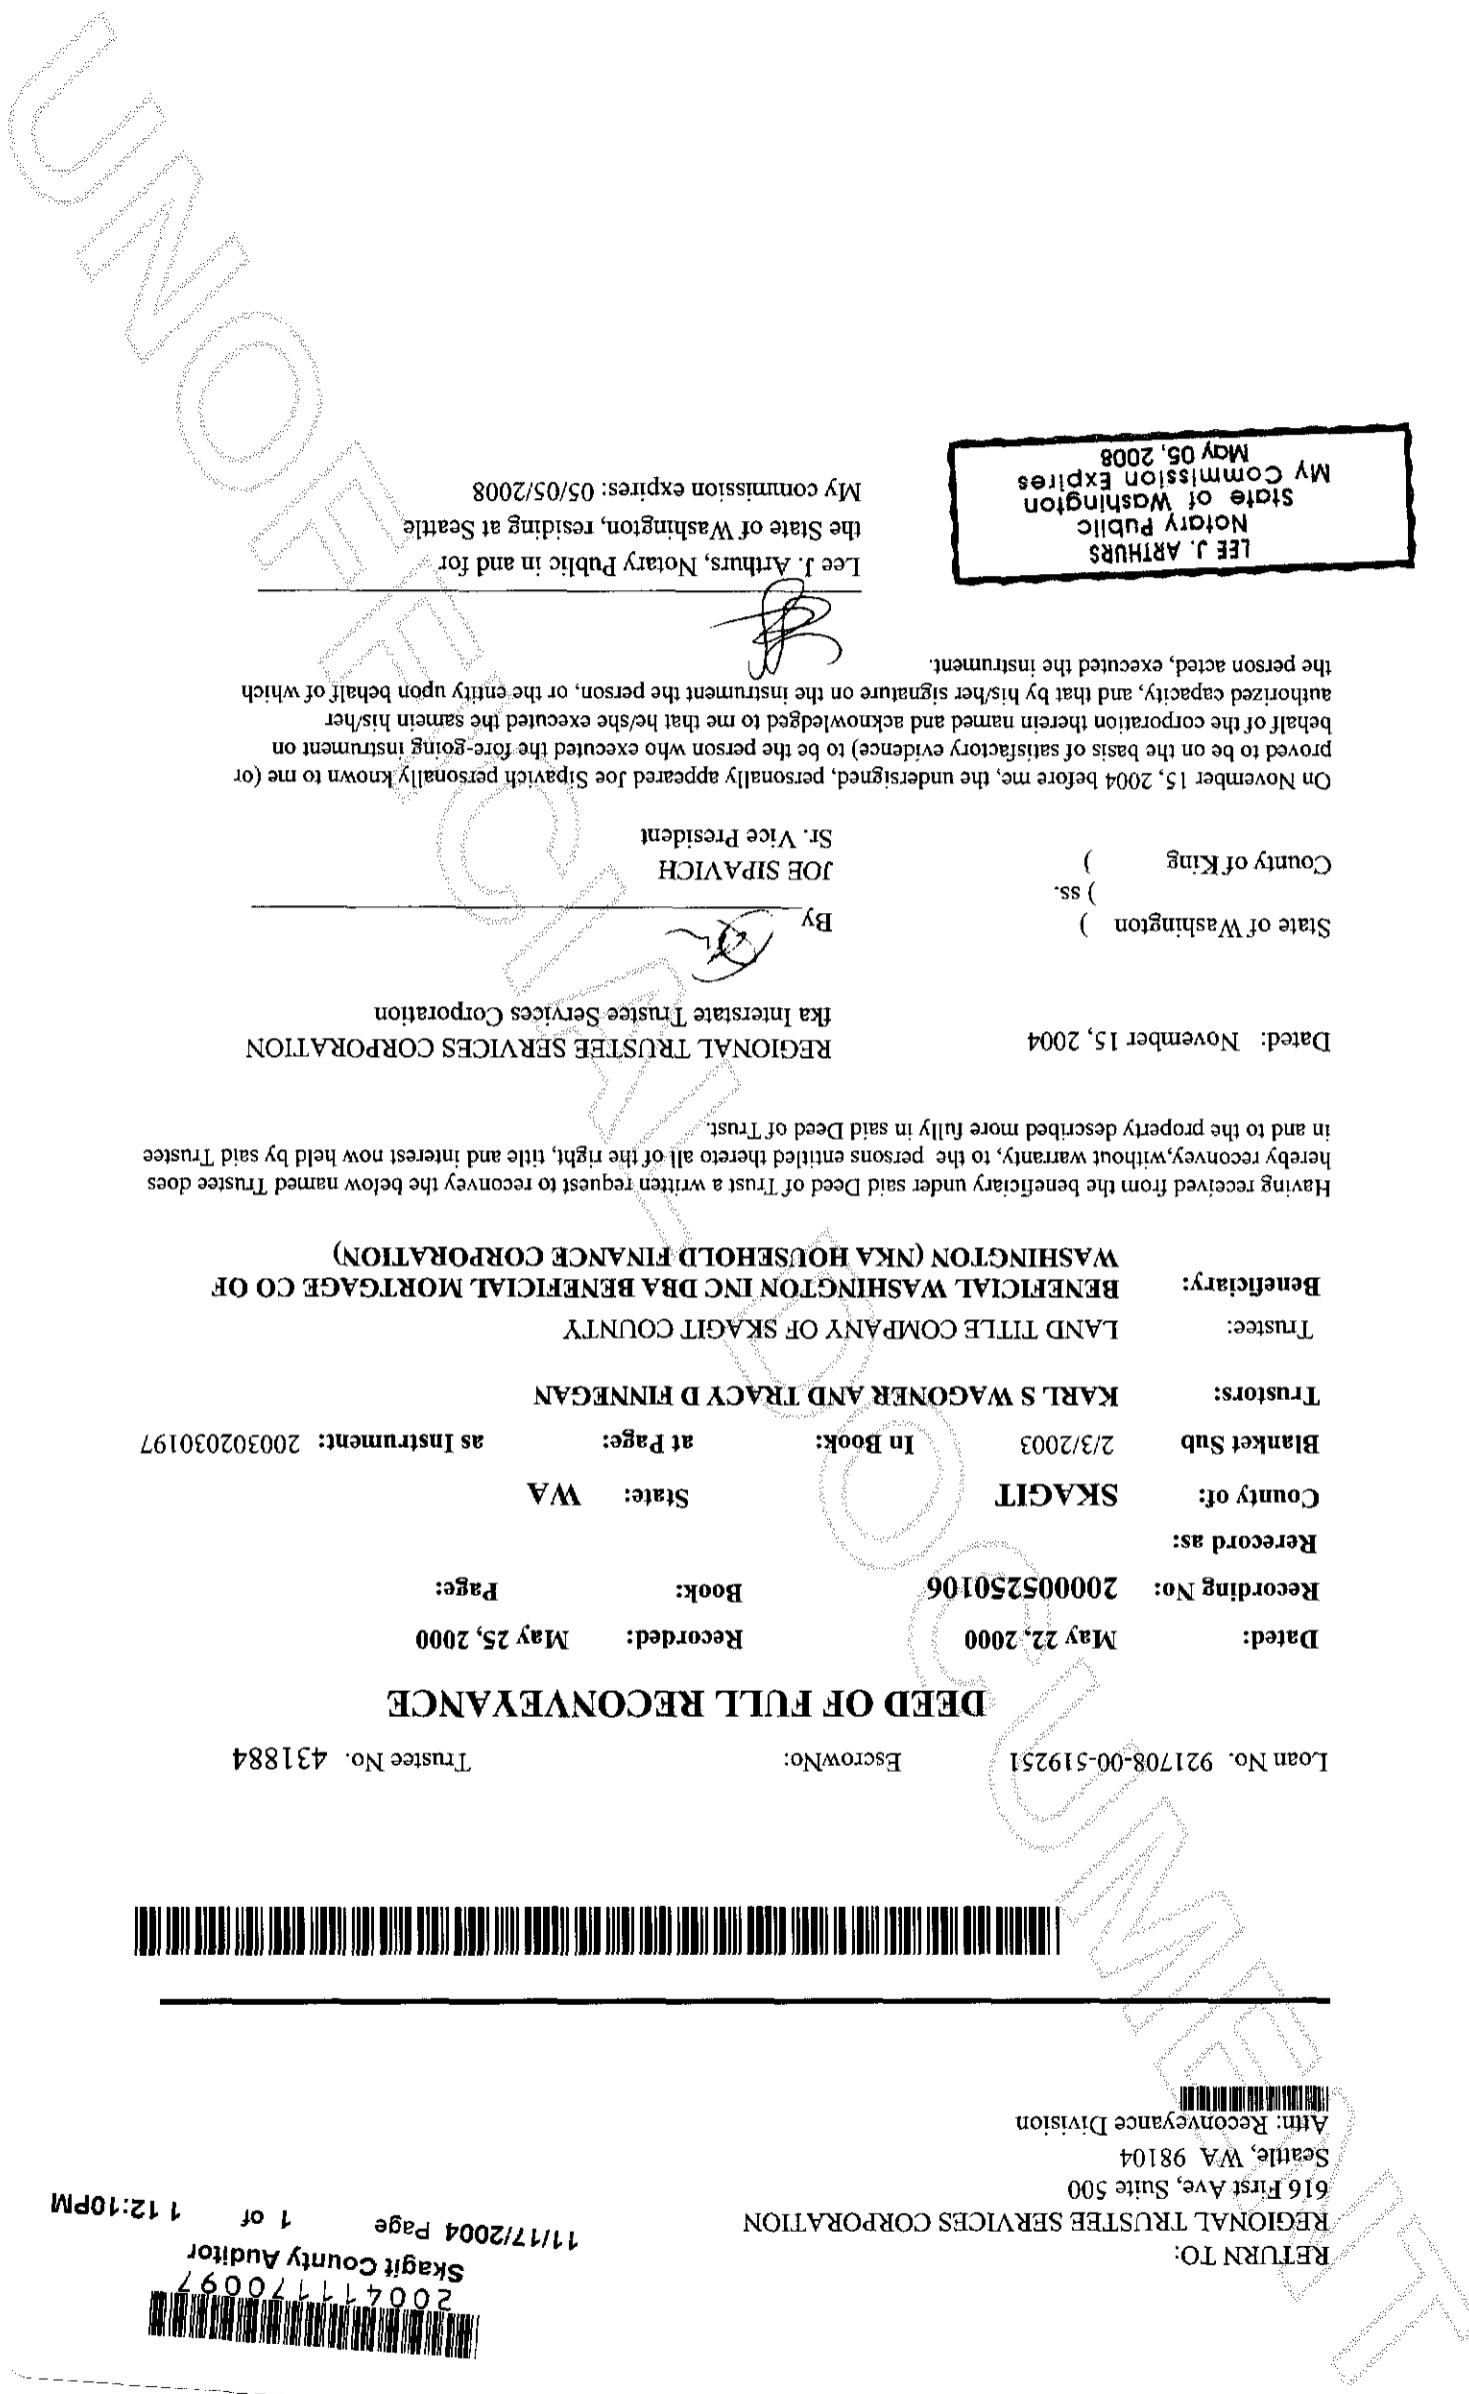 200411170097
Skagit County Auditor
11/17/2004 Page 1 of 1 12:10PM
RETURN TO:
REGIONAL TRUSTEE SERVICES CORPORATION
616 First Ave, Suite 500
Seattle, WA 98104
Attn: Reconveyance Division
Loan No. 921708-00-519251 EscrowNo: Trustee No. 431884
DEED OF FULL RECONVEYANCE
Dated: May 22, 2000 Recorded: May 25, 2000
Recording No: 200005250106 Book: Page:
Rerecord as:
County of: SKAGIT State: WA
Blanket Sub 2/3/2003 In Book: at Page: as Instrument: 200302030197
Trustors: KARL S WAGONER AND TRACY D FINNEGAN
Trustee: LAND TITLE COMPANY OF SKAGIT COUNTY
Beneficiary: BENEFICIAL WASHINGTON INC DBA BENEFICIAL MORTGAGE CO OF
WASHINGTON (NKA HOUSEHOLD FINANCE CORPORATION)
Having received from the beneficiary under said Deed of Trust a written request to reconvey the below named Trustee does
hereby reconvey,without warranty, to the persons entitled thereto all of the right, title and interest now held by said Trustee
in and to the property described more fully in said Deed of Trust.
Dated: November 15, 2004
REGIONAL TRUSTEE SERVICES CORPORATION
fka Interstate Trustee Services Corporation
State of Washington )
) ss.
County of King )
By
JOE SIPAVICH
Sr. Vice President
On November 15, 2004 before me, the undersigned, personally appeared Joe Sipavich personally known to me (or
proved to be on the basis of satisfactory evidence) to be the person who executed the fore-going instrument on
behalf of the corporation therein named and acknowledged to me that he/she executed the samein his/her
authorized capacity, and that by his/her signature on the instrument the person, or the entity upon behalf of which
the person acted, executed the instrument.
LEE J. ARTHURS
Notary Public
State of Washington
My Commission Expires
May 05, 2008
Lee J. Arthurs, Notary Public in and for
the State of Washington, residing at Seattle
My commission expires: 05/05/2008
UNOFFICIAL DOCUMENT